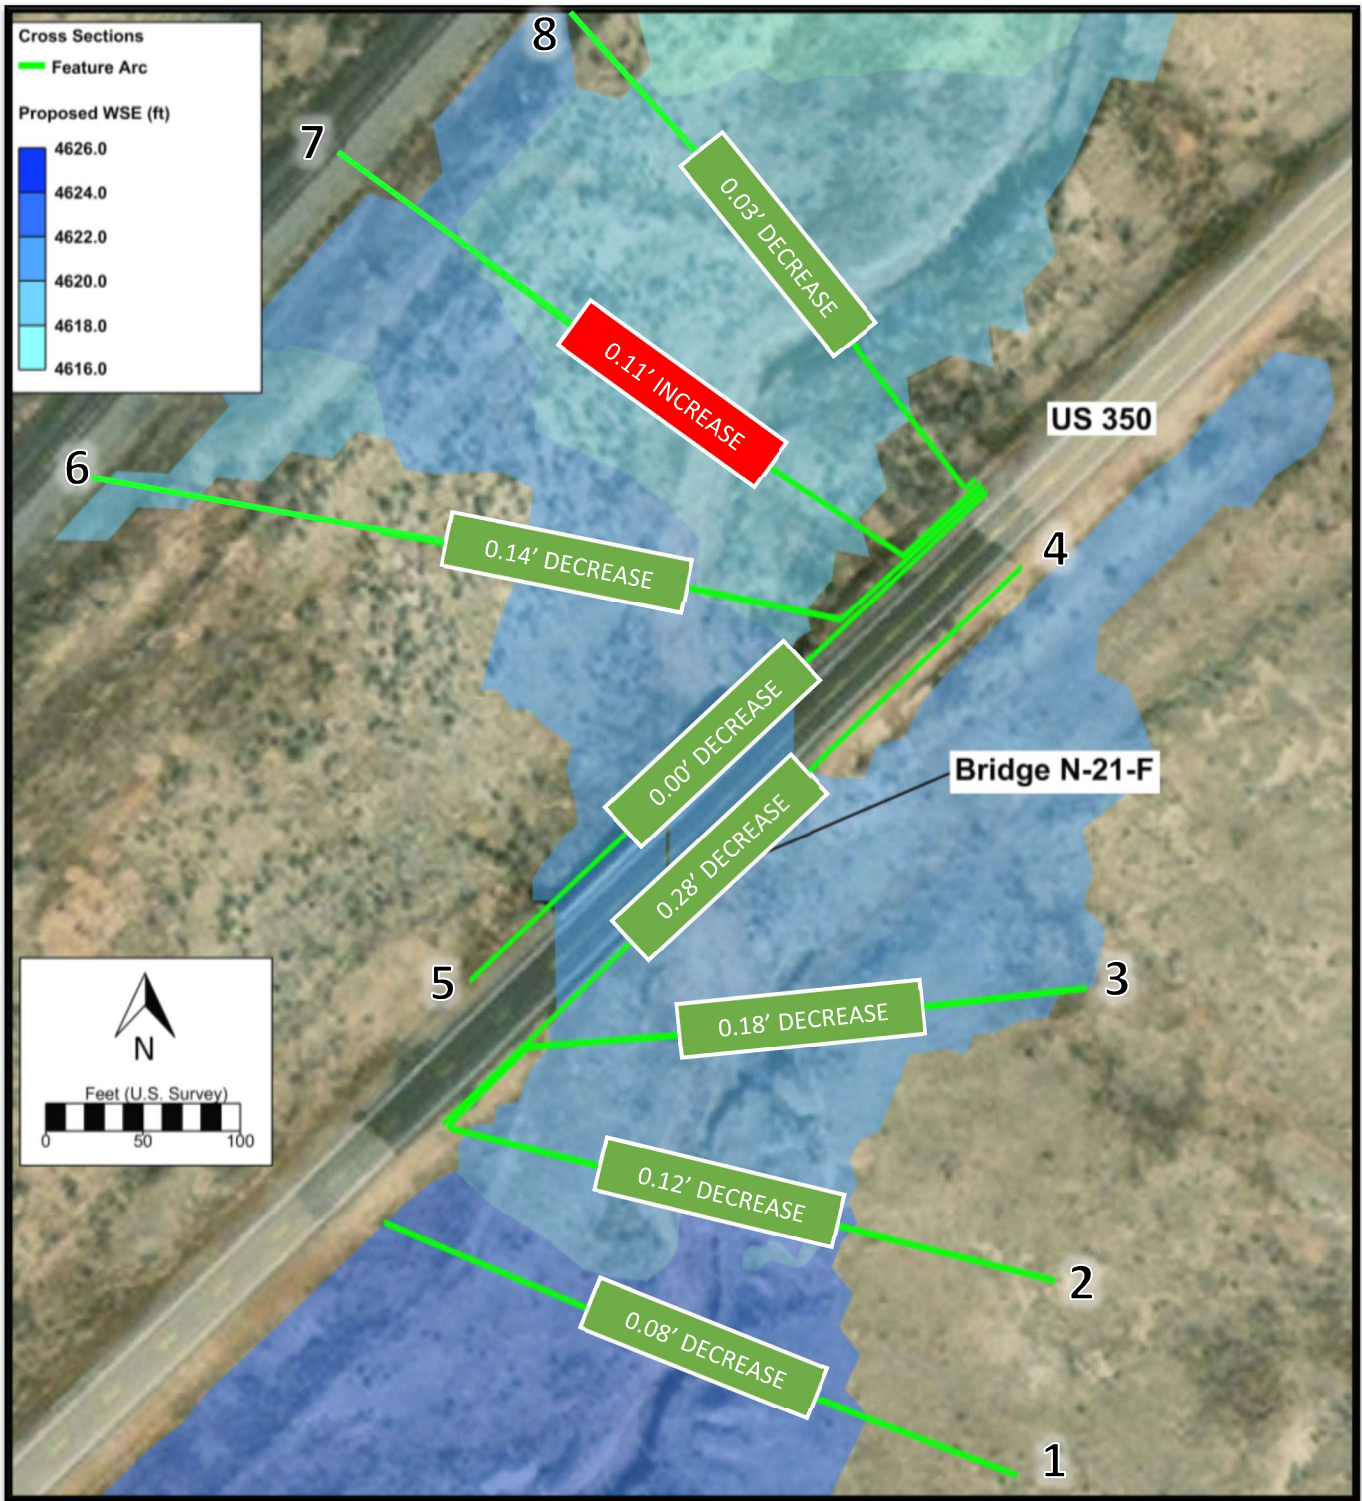 Cross Sections
Feature Arc
Proposed WSE (ft)
4626.0
4624.0
4622.0
4620.0
4618.0
4616.0
8
7
0.03’ DECREASE
0.11’ INCREASE
US 350
6
0.14’ DECREASE
4
0.00’ DECREASE
Bridge N-21-F
0.28’ DECREASE
5
3
0.18’ DECREASE
N
Feet (U.S. Survey)
0 50 100
0.12’ DECREASE
2
0.08’ DECREASE
1